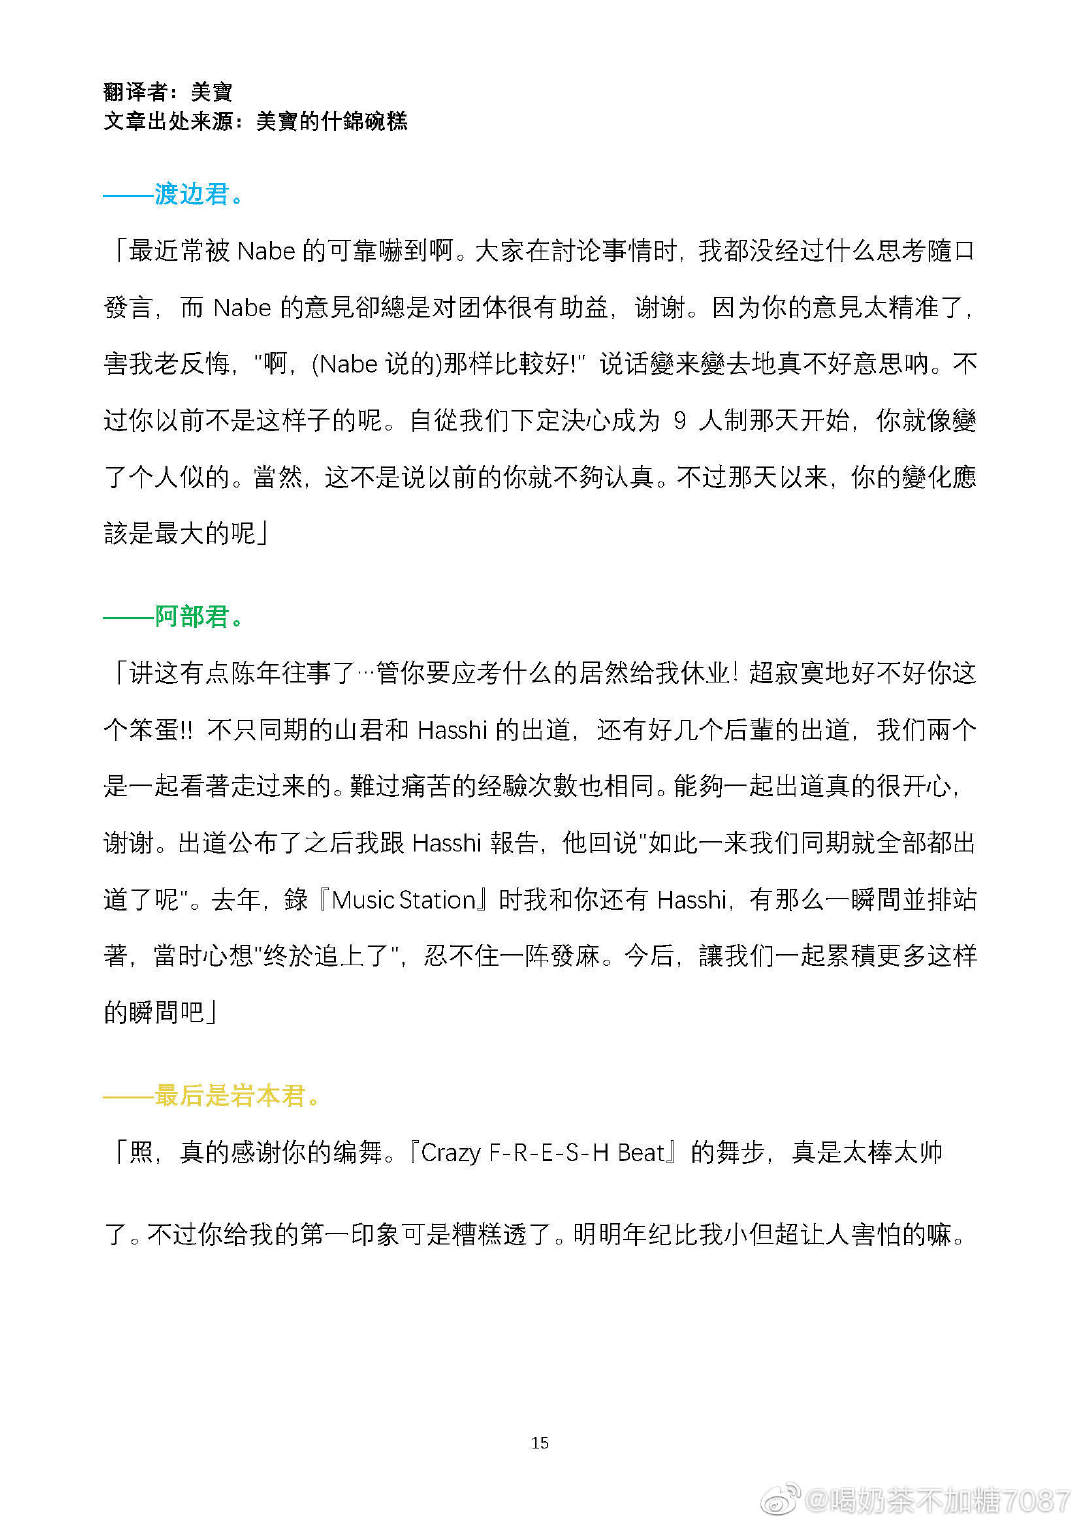 翻译者：美寶
文章出处来源：美寶的什錦碗糕
——渡边君。
「最近常被 Nabe 的可靠嚇到啊。大家在討论事情时，我都没经过什么思考隨口
發言，而 Nabe 的意見卻總是对团体很有助益，谢谢。因为你的意見太精准了，
害我老反悔，"啊，(Nabe 说的)那样比較好!" 说话變来變去地真不好意思呐。不
过你以前不是这样子的呢。自從我们下定決心成为 9 人制那天开始，你就像變
了个人似的。當然，这不是说以前的你就不夠认真。不过那天以来，你的變化應
該是最大的呢」
——阿部君。
「讲这有点陈年往事了…管你要应考什么的居然给我休业！超寂寞地好不好你这
个笨蛋!! 不只同期的山君和 Hasshi 的出道，还有好几个后輩的出道，我们兩个
是一起看著走过来的。難过痛苦的经驗次數也相同。能夠一起出道真的很开心，
谢谢。出道公布了之后我跟 Hasshi 報告，他回说"如此一来我们同期就全部都出
道了呢"。去年，錄『Music Station』时我和你还有 Hasshi，有那么一瞬間並排站
著，當时心想"终於追上了"，忍不住一阵發麻。今后，讓我们一起累積更多这样
的瞬間吧」
——最后是岩本君。
「照，真的感谢你的编舞。『Crazy F-R-E-S-H Beat』的舞步，真是太棒太帅
了。不过你给我的第一印象可是糟糕透了。明明年纪比我小但超让人害怕的嘛。
15
@喝奶茶不加糖7087